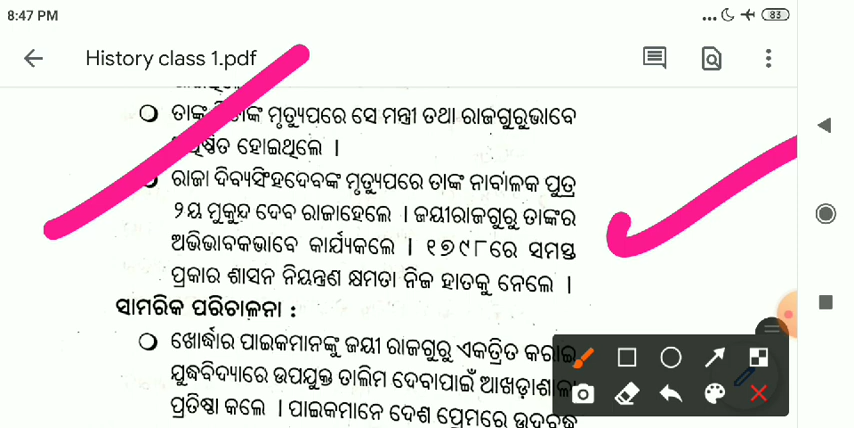 8:47 PM
83
History class 1.pdf
ତାଙ୍କ ମୃତ୍ୟୁପରେ ସେ ମନ୍ତ୍ରୀ ତଥା ରାଜଗୁରୁଭାବେ
ହୋଇଥିଲେ ।
ରାଜା ଦିବ୍ୟସିଂହଦେବଙ୍କ ମୃତ୍ୟୁପରେ ତାଙ୍କ ନାବାଳକ ପୁତ୍ର
୨ୟ ମୁକୁନ୍ଦ ଦେବ ରାଜାହେଲେ । ଜୟୀରାଜଗୁରୁ ତାଙ୍କର
ଅଭିଭାବକଭାବେ କାର୍ଯ୍ୟକଲେ । ୧୭୯୮ରେ ସମସ୍ତ
ପ୍ରକାର ଶାସନ ନିୟନ୍ତ୍ରଣ କ୍ଷମତା ନିଜ ହାତକୁ ନେଲେ ।
ସାମରିକ ପରିଚାଳନା :
ଖୋର୍ଦ୍ଧାର ପାଇକମାନଙ୍କୁ ଜୟୀ ରାଜଗୁରୁ ଏକତ୍ରିତ କରାଇ
ଯୁଦ୍ଧବିଦ୍ୟାରେ ଉପଯୁକ୍ତ ତାଲିମ ଦେବାପାଇଁ ଆଖଡ଼ାଶାଳା
ପ୍ରତିଷ୍ଠା କଲେ । ପାଇକମାନେ ଦେଶ ପ୍ରେମରେ ଉଦବୁଦ୍ଧ